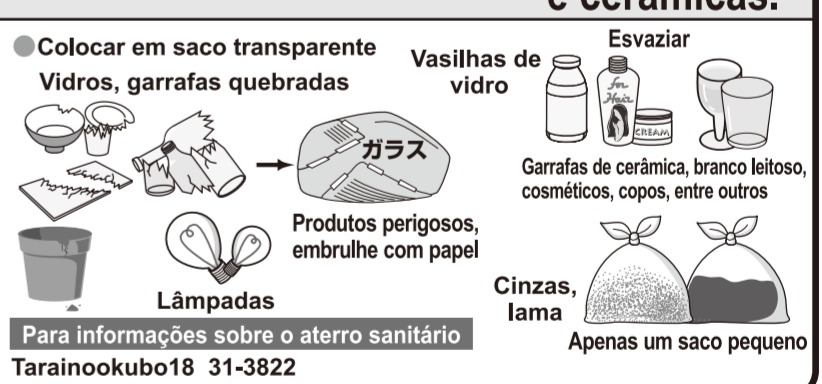 e cerâmicas.
Colocar em saco transparente
Vidros, garrafas quebradas
ガラス
Produtos perigosos,
embrulhe com papel
Lâmpadas
Vasilhas de
vidro
Esvaziar
for
Hair
CREAM
Garrafas de cerâmica, branco leitoso,
cosméticos, copos, entre outros
Cinzas,
lama
Apenas um saco pequeno
Para informações sobre o aterro sanitário
Tarainookubo18 31-3822